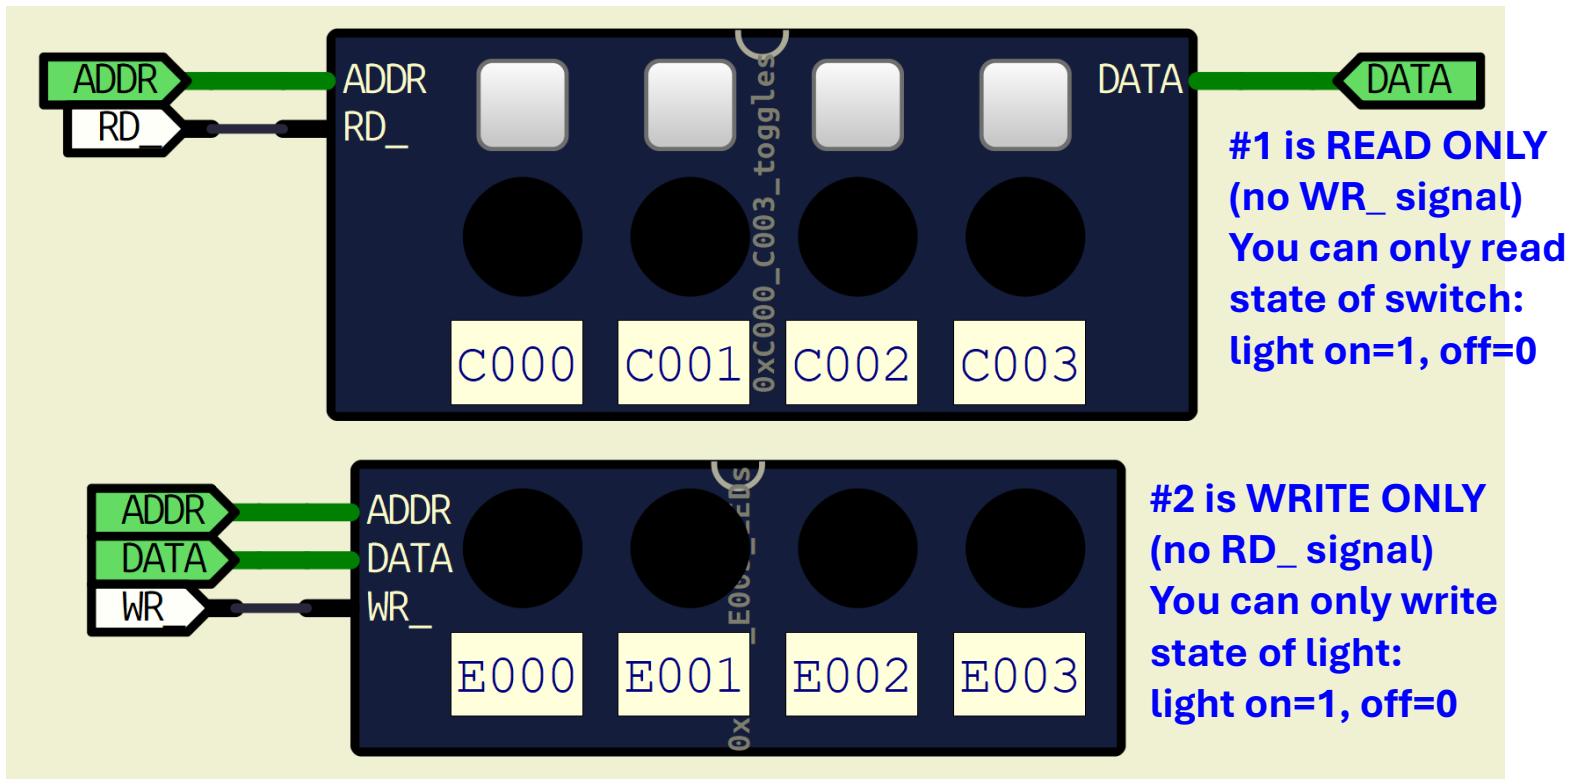 ADDR
RD_
ADDR
RD_
0xC000_C003_toggles
DATA
DATA
C000 C001 C002 C003
#1 is READ ONLY
(no WR_ signal)
You can only read
state of switch:
light on=1, off=0
ADDR
DATA
WR_
ADDR
DATA
WR_
E000 E001 E002 E003
#2 is WRITE ONLY
(no RD_ signal)
You can only write
state of light:
light on=1, off=0